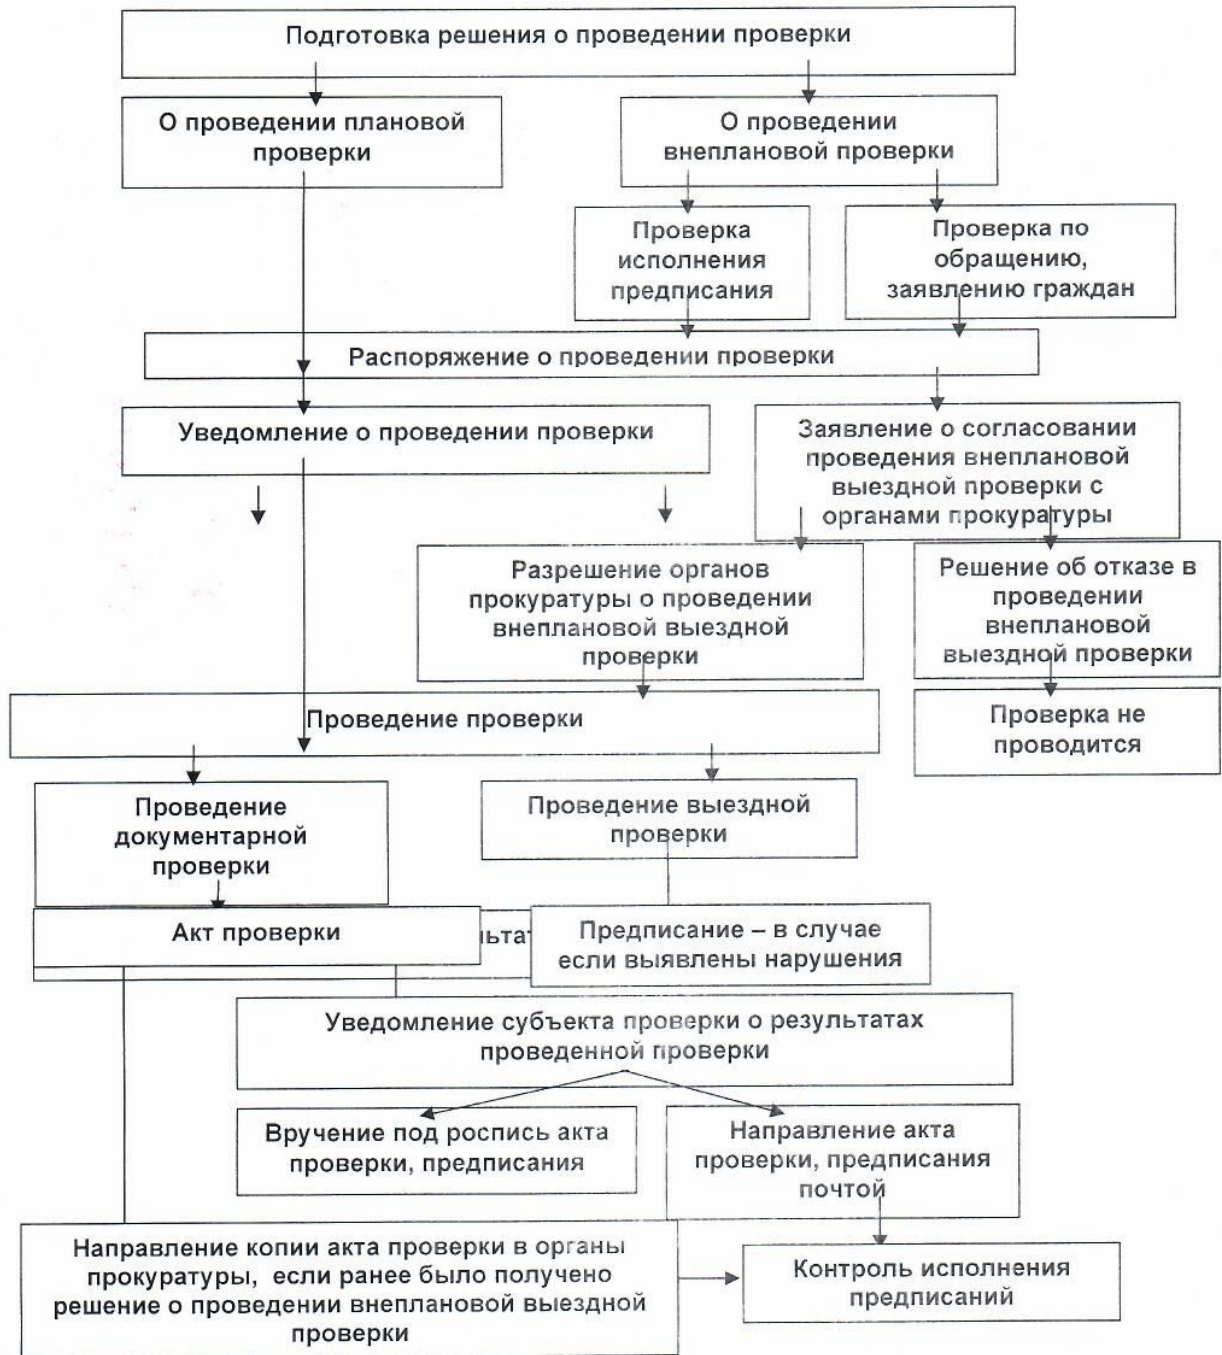 Подготовка решения о проведении проверки
О проведении плановой
проверки
О проведении
внеплановой проверки
Проверка
исполнения
предписания
Проверка по
обращению,
заявлению граждан
Распоряжение о проведении проверки
Уведомление о проведении проверки
Заявление о согласовании
проведения внеплановой
выездной проверки с
органами прокуратуры
Разрешение органов
прокуратуры о проведении
внеплановой выездной
проверки
Решение об отказе в
проведении
внеплановой
выездной проверки
Проведение проверки
Проверка не
проводится
Проведение
документарной
проверки
Проведение выездной
проверки
Акт проверки
льтат
Предписание – в случае
если выявлены нарушения
Уведомление субъекта проверки о результатах
проведенной проверки
Вручение под роспись акта
проверки, предписания
Направление акта
проверки, предписания
почтой
Направление копии акта проверки в органы
прокуратуры, если ранее было получено
решение о проведении внеплановой выездной
проверки
Контроль исполнения
предписаний